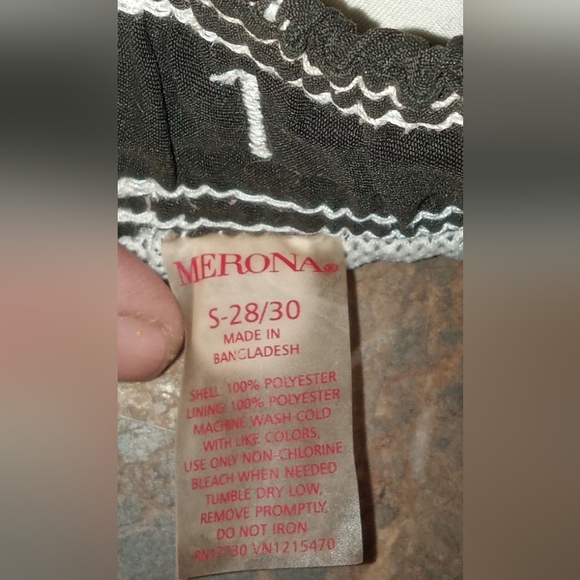 MERONA®
S-28/30
MADE IN
BANGLADESH
SHELL 100% POLYESTER
LINING 100% POLYESTER
MACHINE WASH COLD
WITH LIKE COLORS,
USE ONLY NON-CHLORINE
BLEACH WHEN NEEDED
TUMBLE DRY LOW,
REMOVE PROMPTLY,
DO NOT IRON
VN1215470